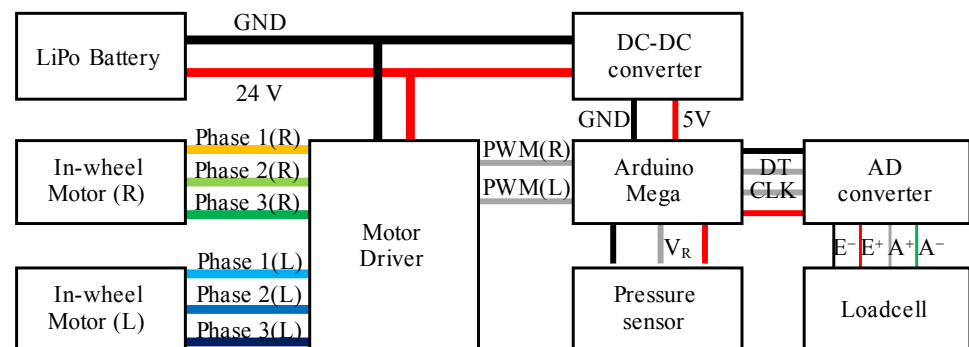 GND
LiPo Battery
24 V
DC-DC
converter
GND
5V
In-wheel
Motor (R)
Phase 1(R)
Phase 2(R)
Phase 3(R)
Motor
Driver
PWM(R)
PWM(L)
Arduino
Mega
DT
CLK
AD
converter
In-wheel
Motor (L)
Phase 1(L)
Phase 2(L)
Phase 3(L)
V_R
Pressure
sensor
E⁻ E⁺ A⁺ A⁻
Loadcell